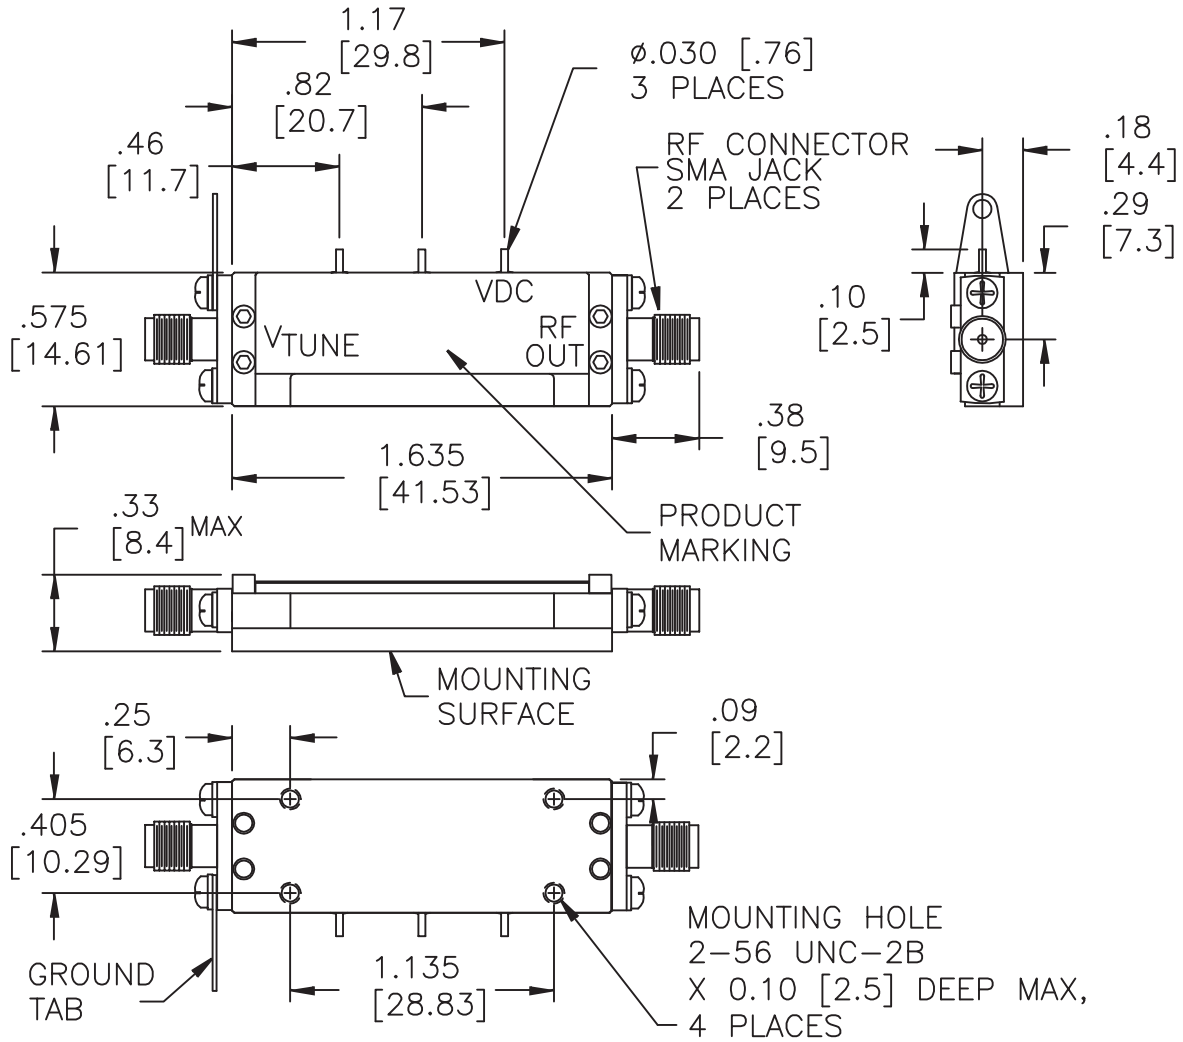 1.17
[29.8]
.82
[20.7]
.46
[11.7]
ø.030 [.76]
3 PLACES
RF CONNECTOR
SMA JACK
2 PLACES
.18
[4.4]
.29
[7.3]
.10
[2.5]
.575
[14.61]
VTUNE
VDC
RF
OUT
.38
[9.5]
1.635
[41.53]
PRODUCT
MARKING
.33
[8.4] MAX
MOUNTING
SURFACE
.25
[6.3]
.09
[2.2]
.405
[10.29]
GROUND
TAB
1.135
[28.83]
MOUNTING HOLE
2-56 UNC-2B
X 0.10 [2.5] DEEP MAX,
4 PLACES